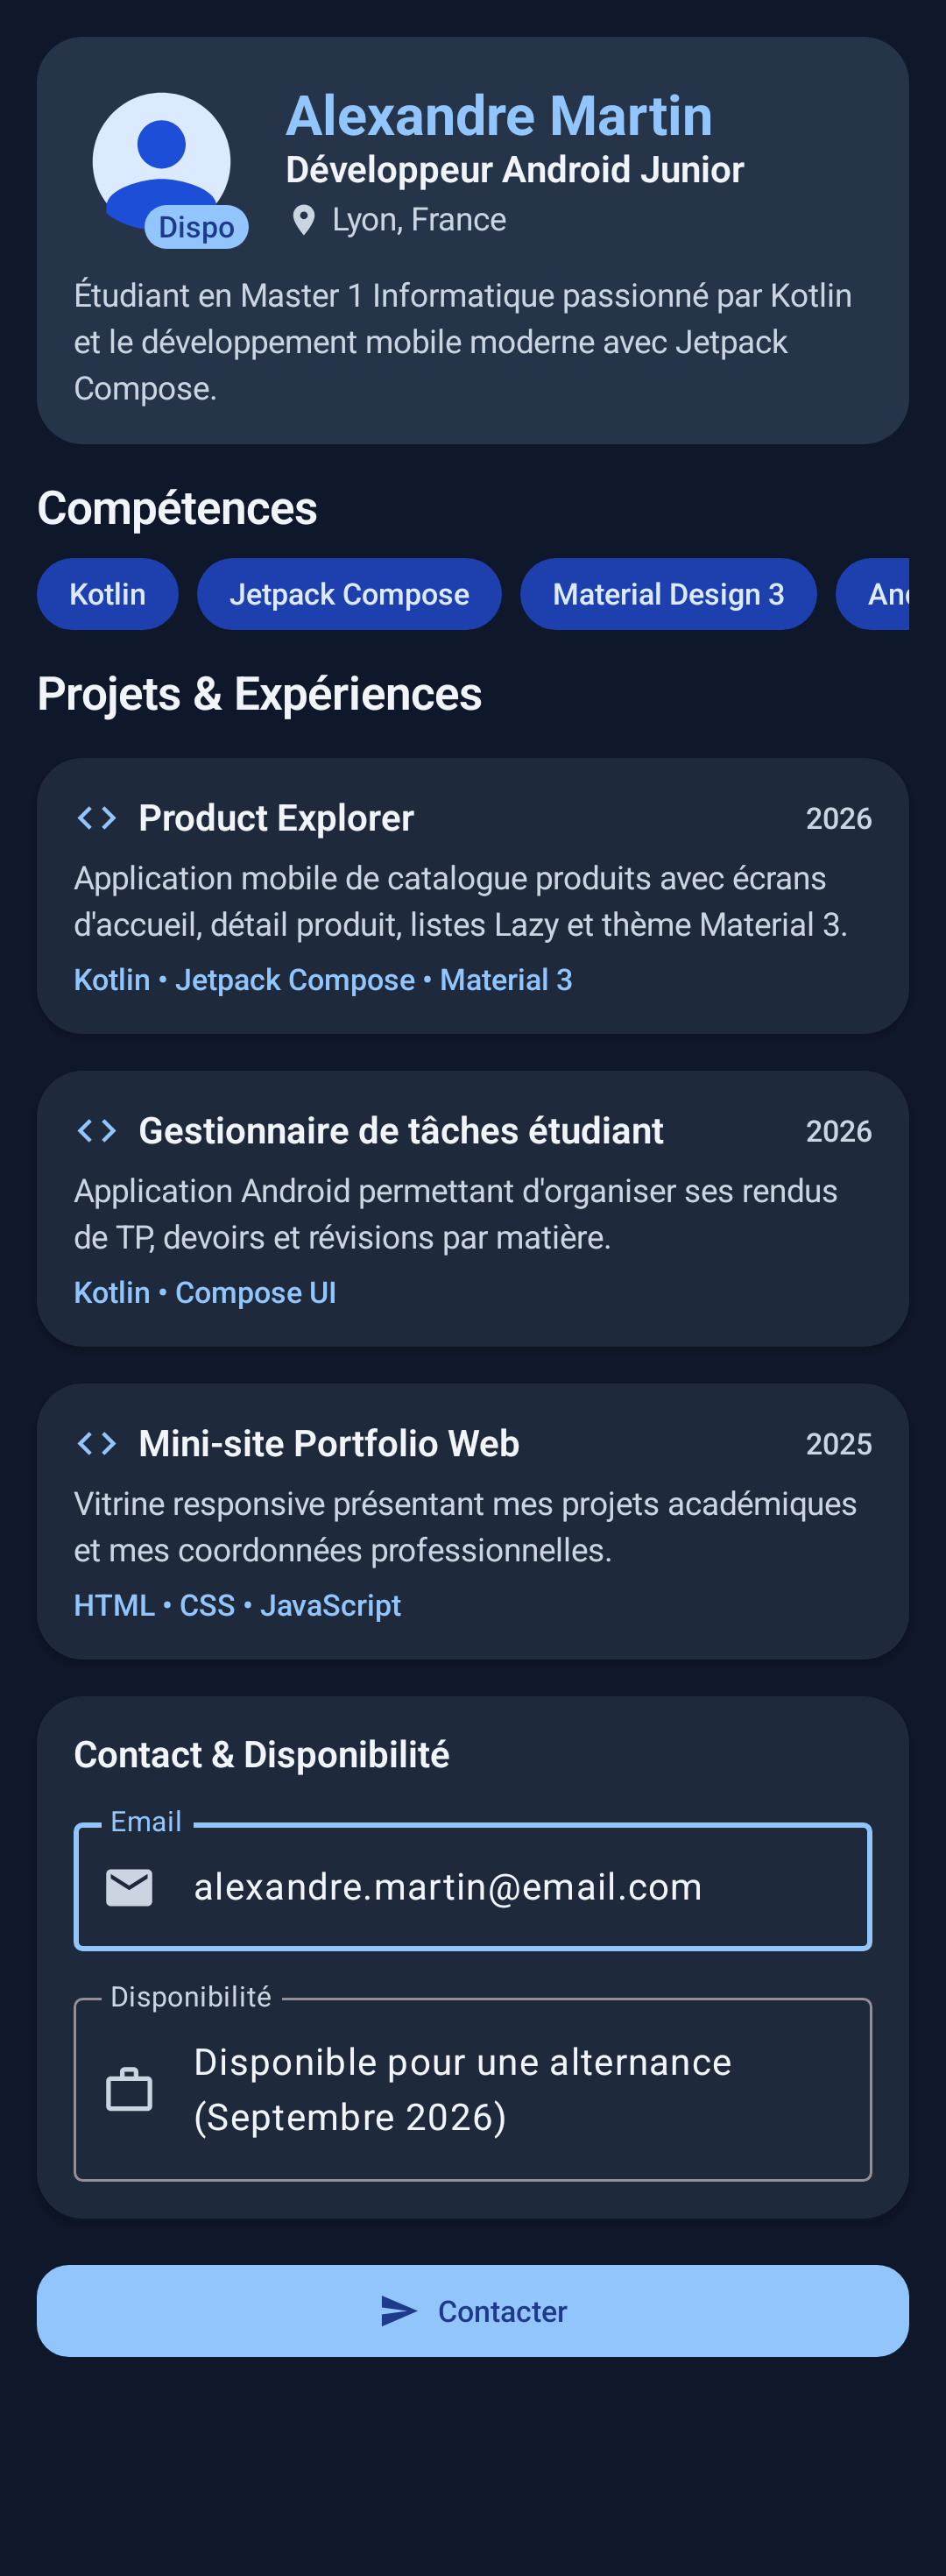 Alexandre Martin
Développeur Android Junior
Lyon, France
Dispo
Étudiant en Master 1 Informatique passionné par Kotlin
et le développement mobile moderne avec Jetpack
Compose.
Compétences
Kotlin
Jetpack Compose
Material Design 3
Projets & Expériences
Product Explorer
2026
Application mobile de catalogue produits avec écrans
d'accueil, détail produit, listes Lazy et thème Material 3.
Kotlin • Jetpack Compose • Material 3
Gestionnaire de tâches étudiant
2026
Application Android permettant d'organiser ses rendus
de TP, devoirs et révisions par matière.
Kotlin • Compose UI
Mini-site Portfolio Web
2025
Vitrine responsive présentant mes projets académiques
et mes coordonnées professionnelles.
HTML • CSS • JavaScript
Contact & Disponibilité
Email
alexandre.martin@email.com
Disponibilité
Disponible pour une alternance
(Septembre 2026)
Contacter